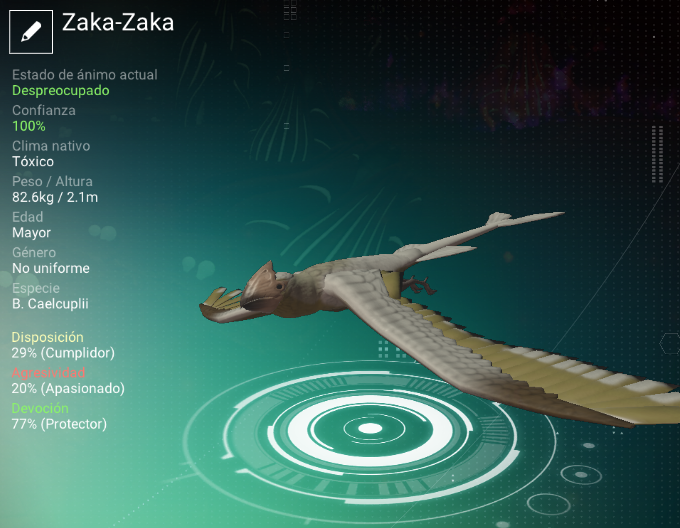 Zaka-Zaka
Estado de ánimo actual
Despreocupado
Confianza
100%
Clima nativo
Tóxico
Peso / Altura
82.6kg / 2.1m
Edad
Mayor
Género
No uniforme
Especie
B. Caelcuplii
Disposición
29% (Cumplidor)
Agresividad
20% (Apasionado)
Devoción
77% (Protector)